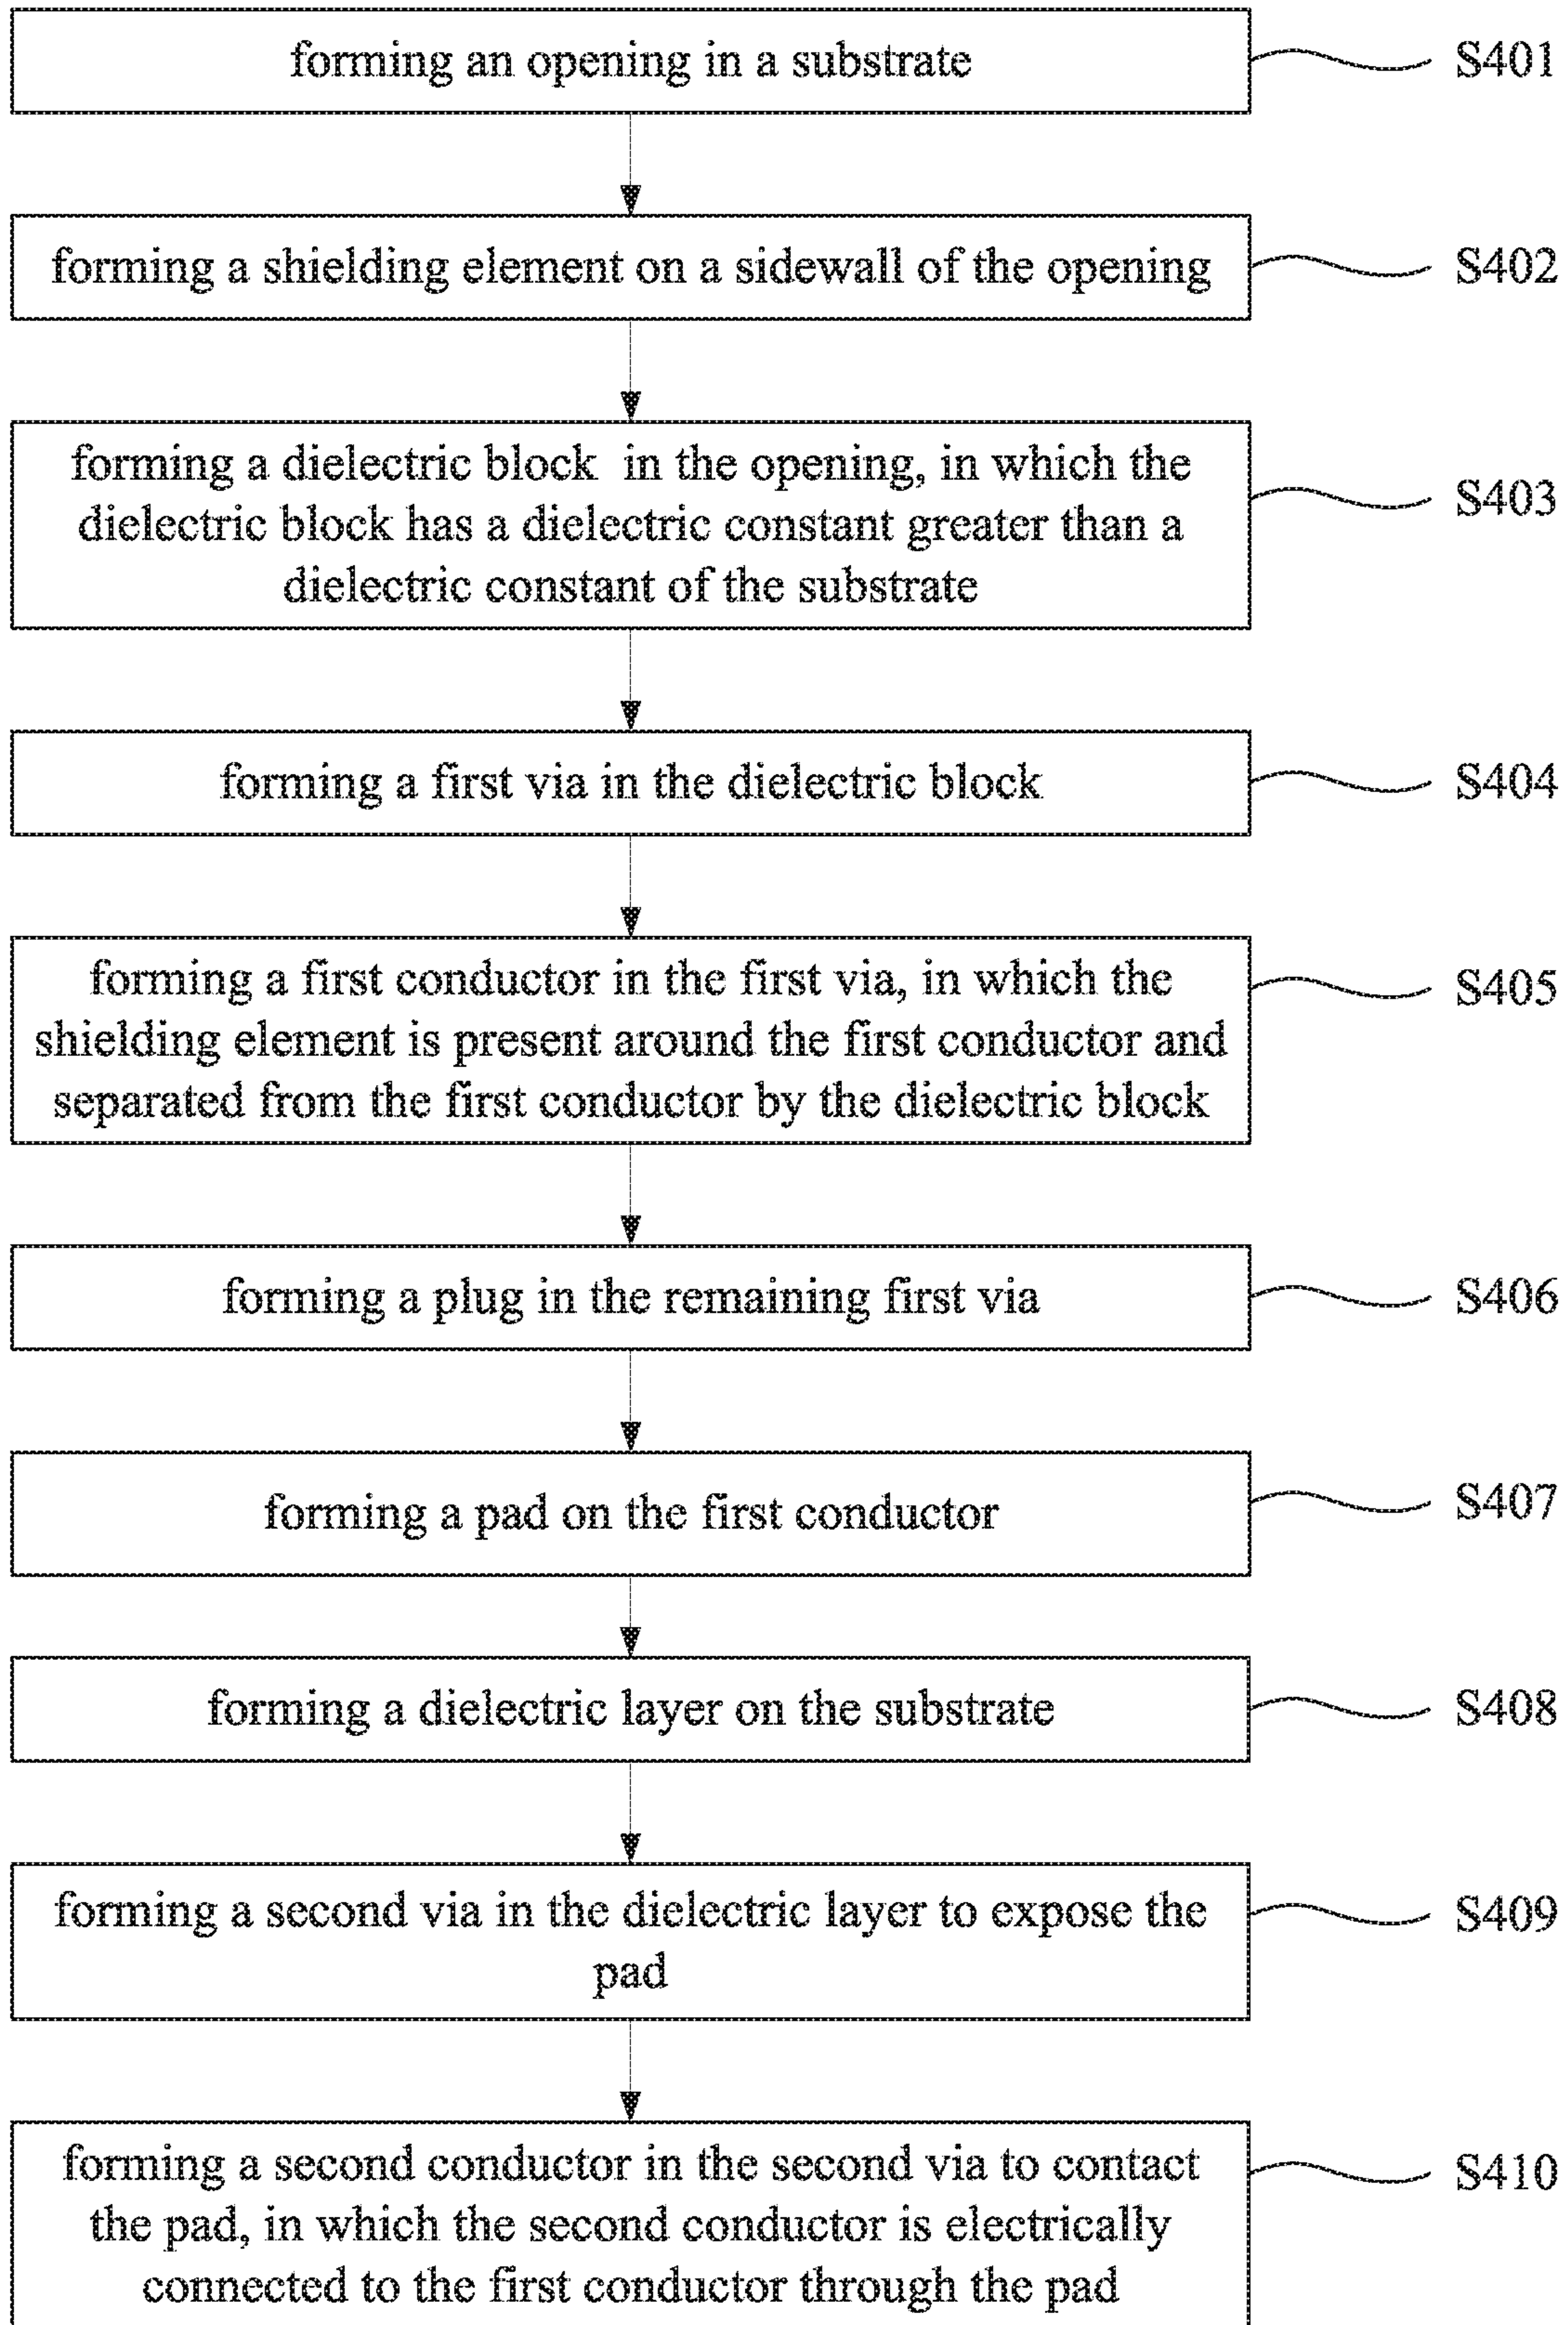 forming an opening in a substrate
S401
forming a shielding element on a sidewall of the opening
S402
forming a dielectric block in the opening, in which the
dielectric block has a dielectric constant greater than a
dielectric constant of the substrate
S403
forming a first via in the dielectric block
S404
forming a first conductor in the first via, in which the
shielding element is present around the first conductor and
separated from the first conductor by the dielectric block
S405
forming a plug in the remaining first via
S406
forming a pad on the first conductor
S407
forming a dielectric layer on the substrate
S408
forming a second via in the dielectric layer to expose the
pad
S409
forming a second conductor in the second via to contact
the pad, in which the second conductor is electrically
connected to the first conductor through the pad
S410